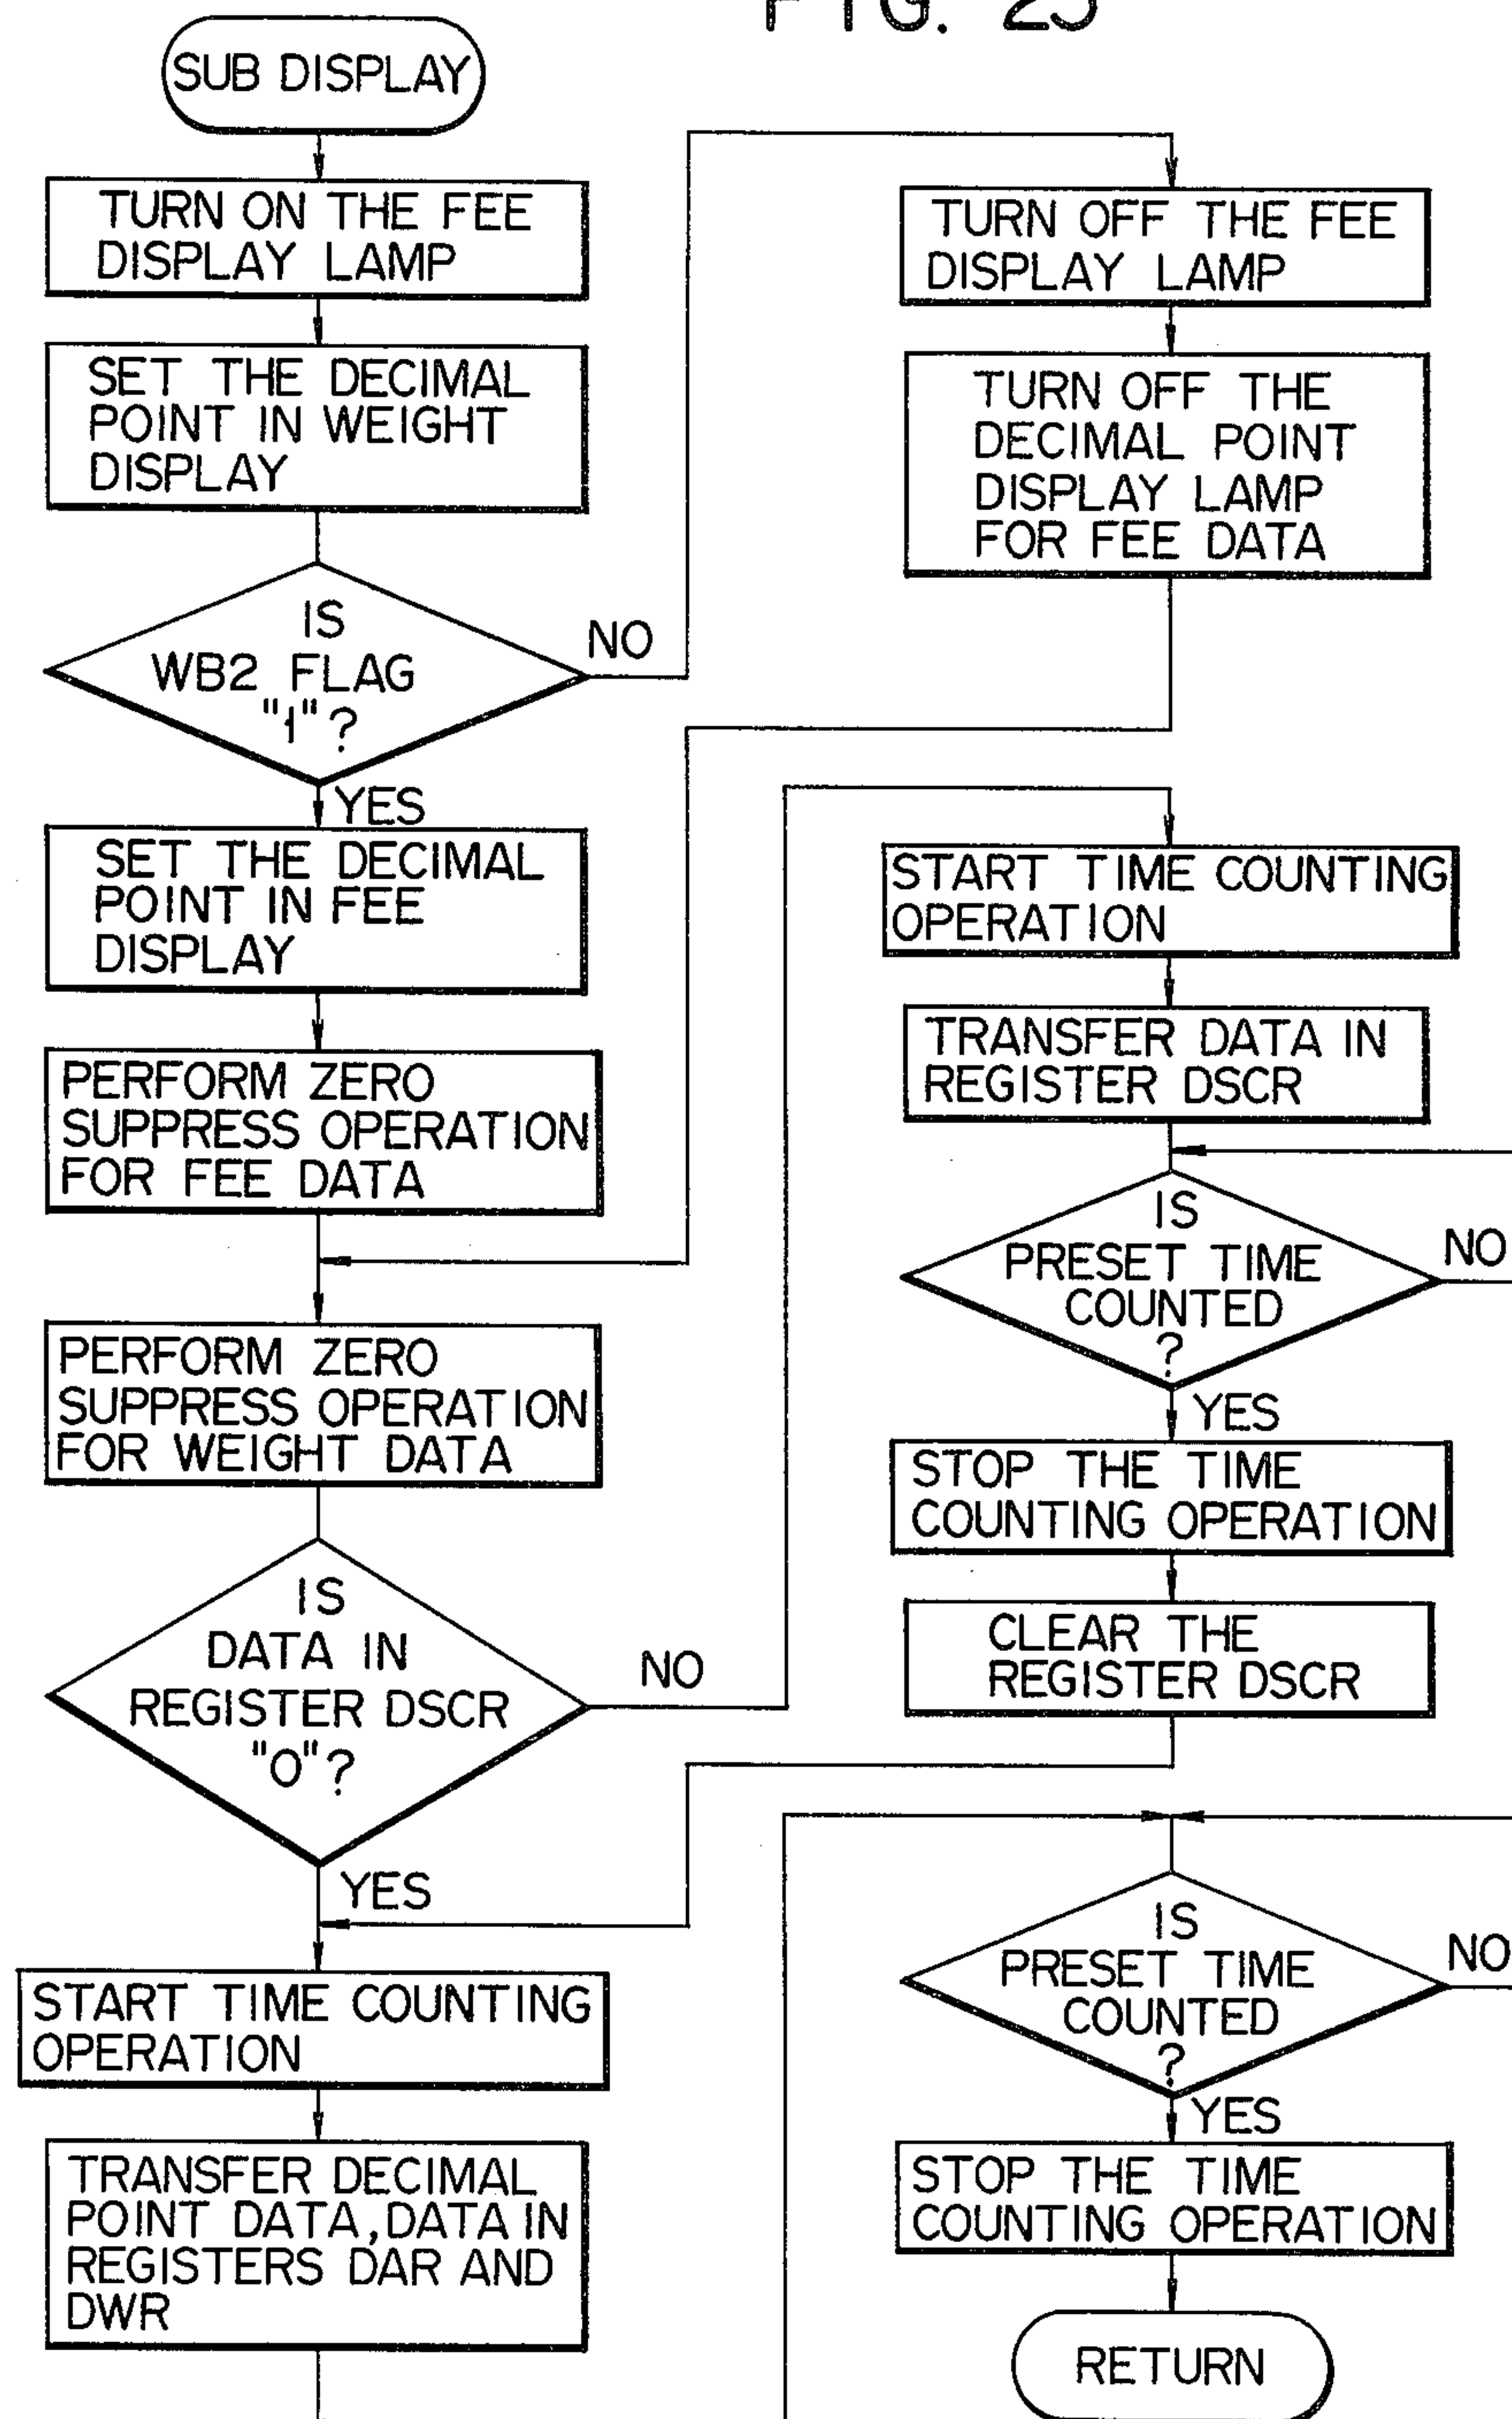 FIG. 25
SUB DISPLAY
TURN ON THE FEE
DISPLAY LAMP
SET THE DECIMAL
POINT IN WEIGHT
DISPLAY
IS
WB2 FLAG
"1"?
NO
YES
SET THE DECIMAL
POINT IN FEE
DISPLAY
PERFORM ZERO
SUPPRESS OPERATION
FOR FEE DATA
PERFORM ZERO
SUPPRESS OPERATION
FOR WEIGHT DATA
IS
DATA IN
REGISTER DSCR
"0"?
NO
YES
START TIME COUNTING
OPERATION
TRANSFER DECIMAL
POINT DATA, DATA IN
REGISTERS DAR AND
DWR
TURN OFF THE FEE
DISPLAY LAMP
TURN OFF THE
DECIMAL POINT
DISPLAY LAMP
FOR FEE DATA
START TIME COUNTING
OPERATION
TRANSFER DATA IN
REGISTER DSCR
IS
PRESET TIME
COUNTED
?
NO
YES
STOP THE TIME
COUNTING OPERATION
CLEAR THE
REGISTER DSCR
IS
PRESET TIME
COUNTED
?
NO
YES
STOP THE TIME
COUNTING OPERATION
RETURN